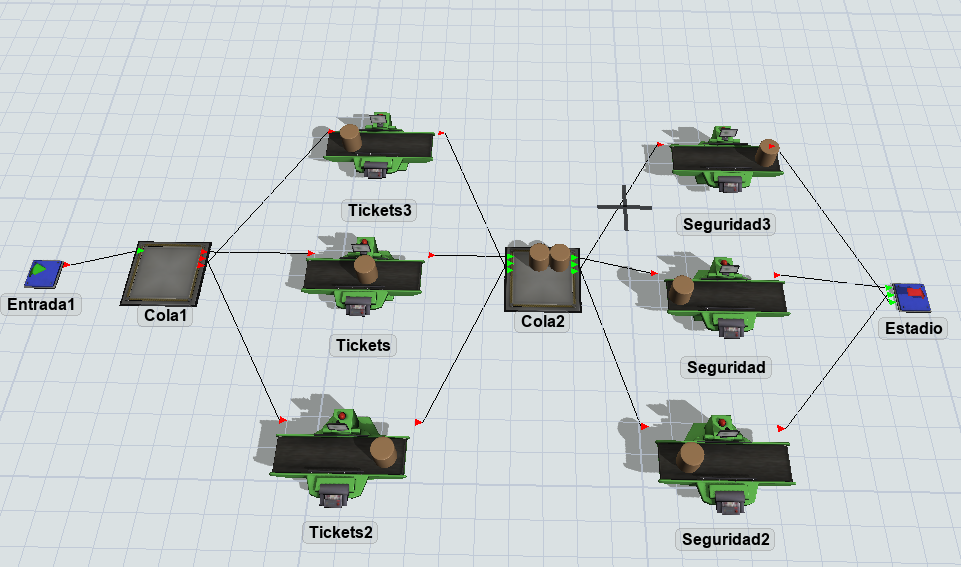 Tickets3
Seguridad3
Entrada1
Cola1
Tickets
Cola2
Seguridad
Estadio
Tickets2
Seguridad2